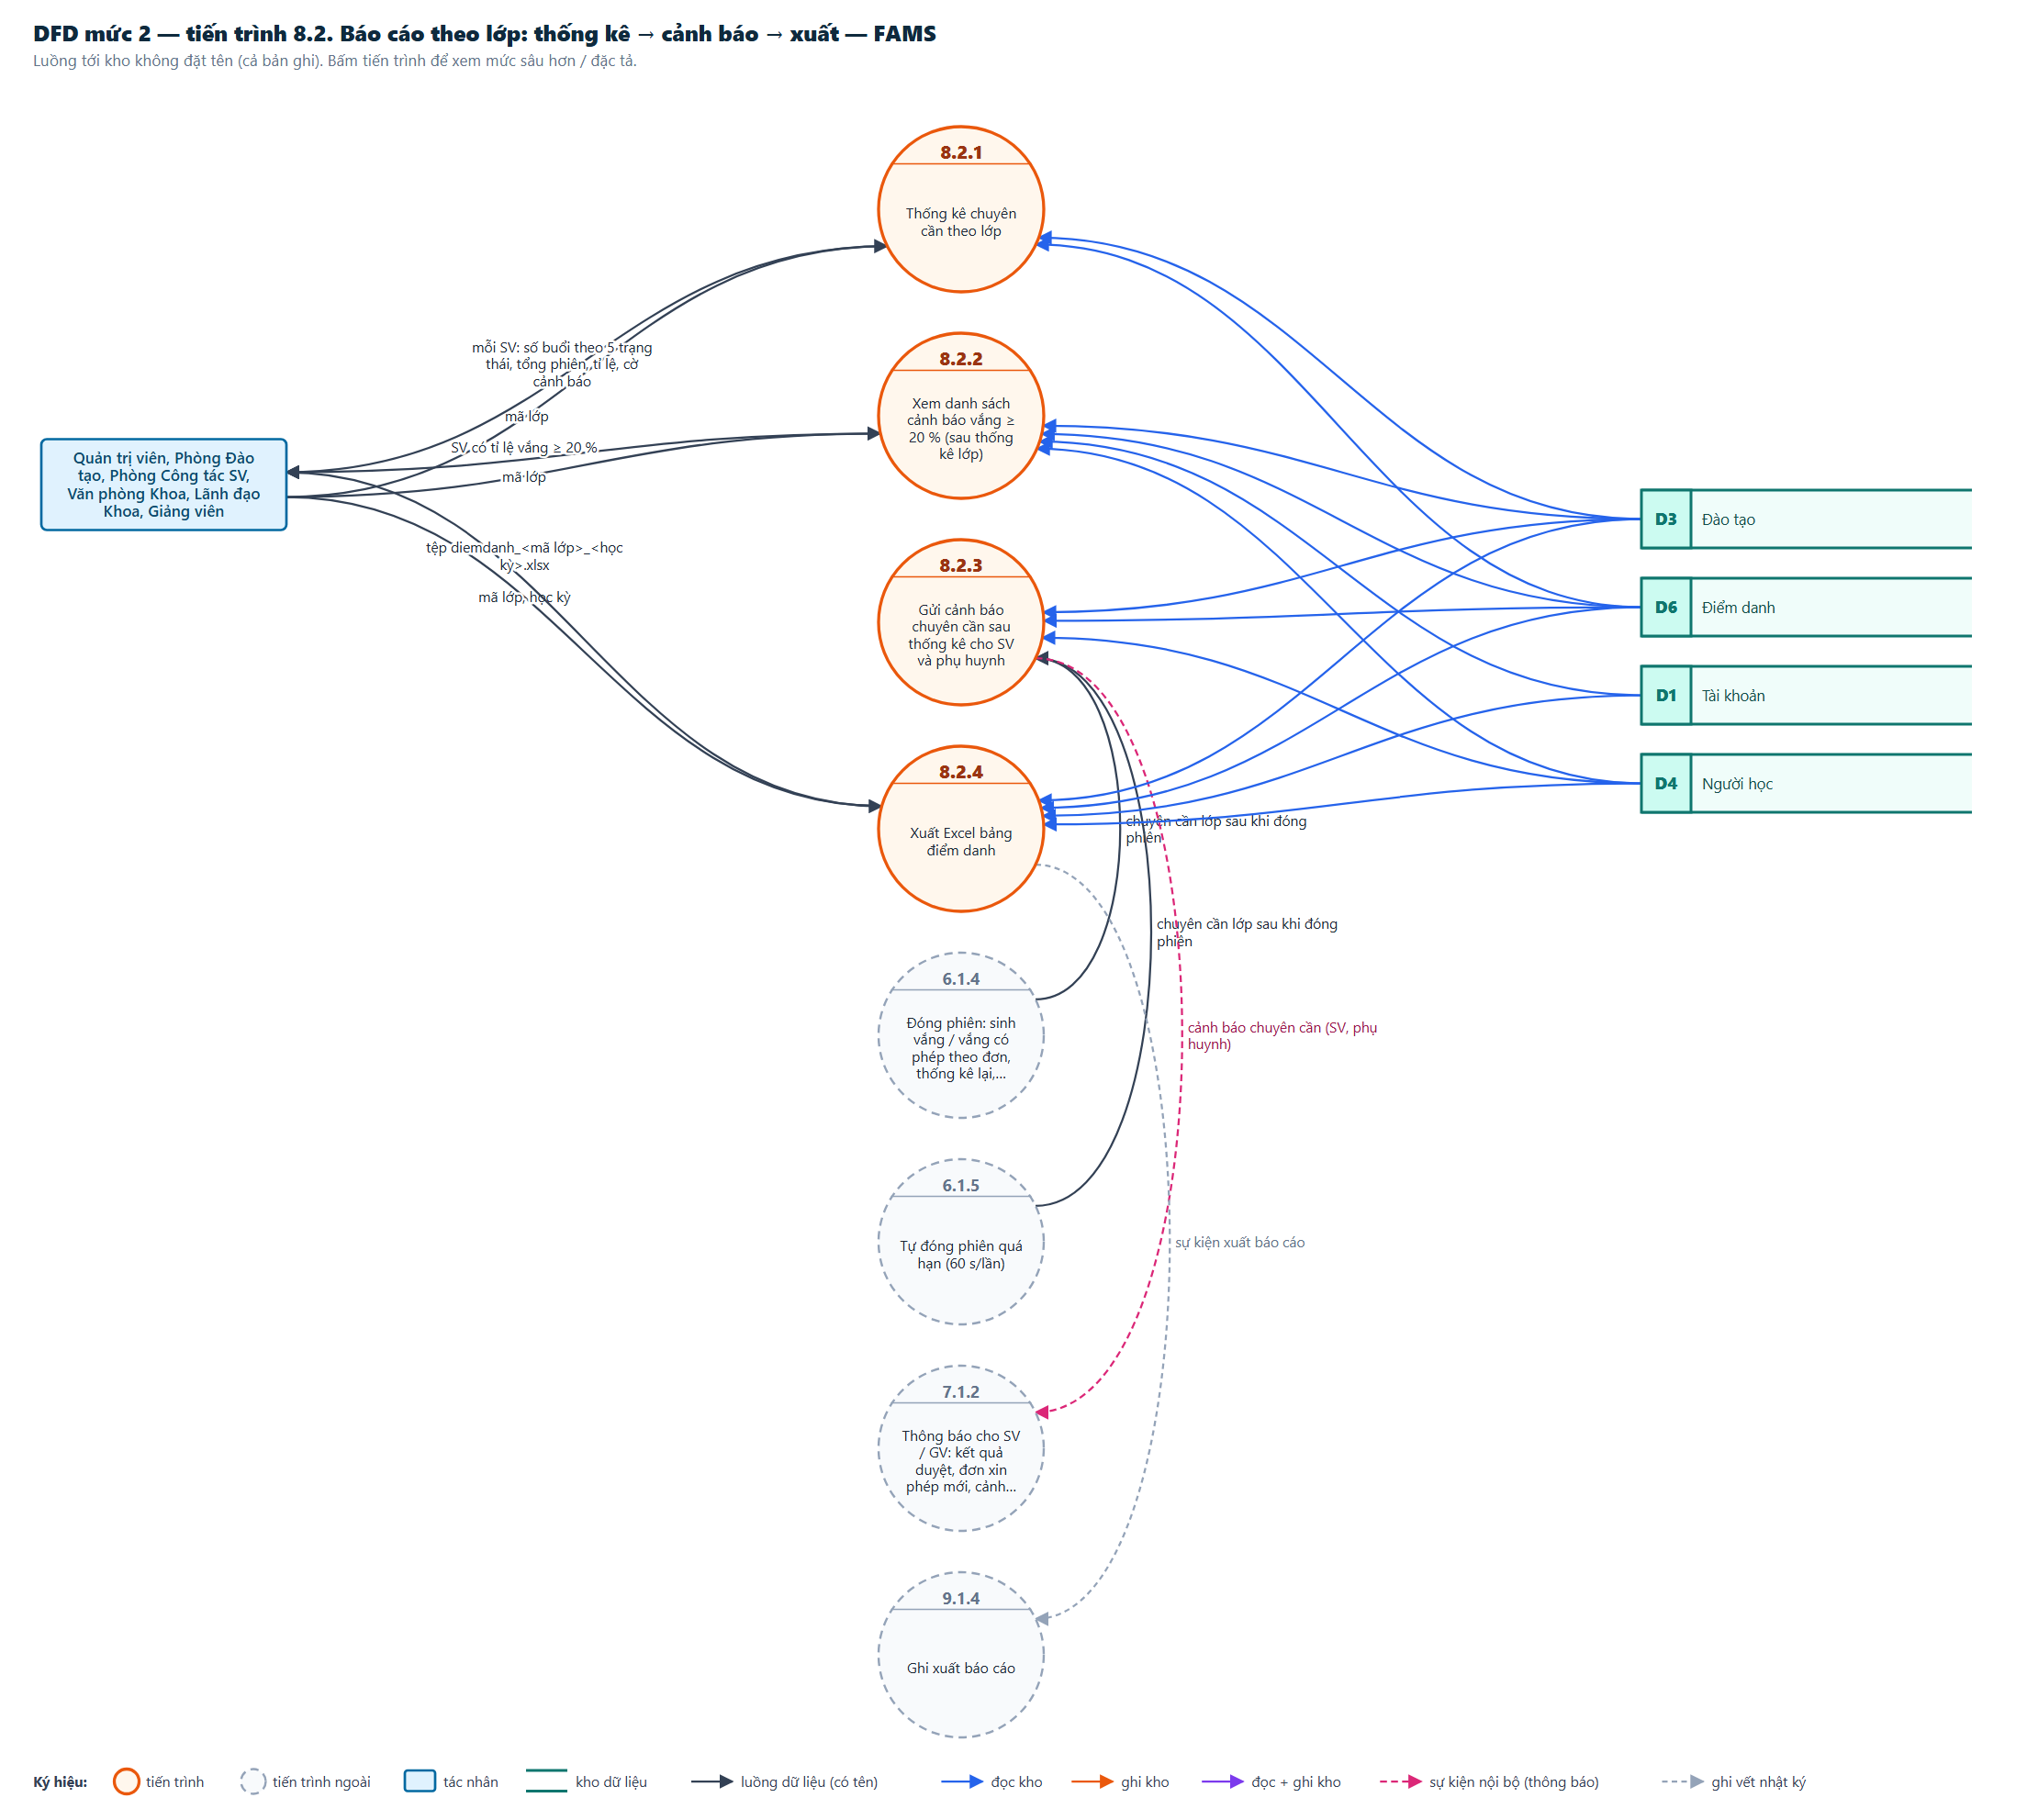 DFD mức 2 — tiến trình 8.2. Báo cáo theo lớp: thống kê → cảnh báo → xuất — FAMS
Luồng tới kho không đặt tên (cả bản ghi). Bấm tiến trình để xem mức sâu hơn / đặc tả.
8.2.1
Thống kê chuyên
cần theo lớp
mỗi SV: số buổi theo 5 trạng
thái, tổng phiên, tỉ lệ, cờ
cảnh báo
mã lớp
SV có tỉ lệ vắng ≥ 20 %
mã lớp
8.2.2
Xem danh sách
cảnh báo vắng ≥
20 % (sau thống
kê lớp)
Quản trị viên, Phòng Đào
tạo, Phòng Công tác SV,
Văn phòng Khoa, Lãnh đạo
Khoa, Giảng viên
D3 Đào tạo
D6 Điểm danh
D1 Tài khoản
D4 Người học
tệp diemdanh_<mã lớp>_<học
kỳ>.xlsx
mã lớp, học kỳ
8.2.3
Gửi cảnh báo
chuyên cần sau
thống kê cho SV
và phụ huynh
8.2.4
Xuất Excel bảng
điểm danh
chuyên cần lớp sau khi đóng
phiên
chuyên cần lớp sau khi đóng
phiên
6.1.4
Đóng phiên: sinh
vắng / vắng có
phép theo đơn,
thống kê lại,...
cảnh báo chuyên cần (SV, phụ
huynh)
6.1.5
Tự đóng phiên quá
hạn (60 s/lần)
sự kiện xuất báo cáo
7.1.2
Thông báo cho SV
/ GV: kết quả
duyệt, đơn xin
phép mới, cảnh...
9.1.4
Ghi xuất báo cáo
Ký hiệu: tiến trình tiến trình ngoài tác nhân kho dữ liệu luồng dữ liệu (có tên) đọc kho ghi kho đọc + ghi kho sự kiện nội bộ (thông báo) ghi vết nhật ký